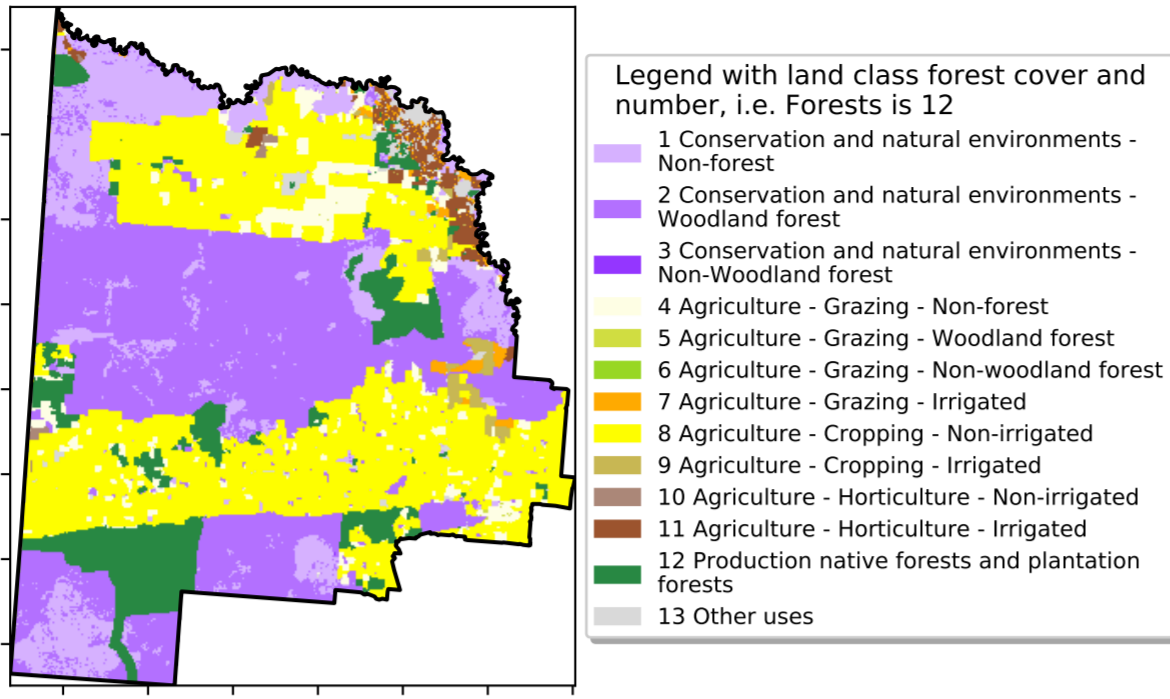 Legend with land class forest cover and
number, i.e. Forests is 12
1 Conservation and natural environments -
Non-forest
2 Conservation and natural environments -
Woodland forest
3 Conservation and natural environments -
Non-Woodland forest
4 Agriculture - Grazing - Non-forest
5 Agriculture - Grazing - Woodland forest
6 Agriculture - Grazing - Non-woodland forest
7 Agriculture - Grazing - Irrigated
8 Agriculture - Cropping - Non-irrigated
9 Agriculture - Cropping - Irrigated
10 Agriculture - Horticulture - Non-irrigated
11 Agriculture - Horticulture - Irrigated
12 Production native forests and plantation
forests
13 Other uses